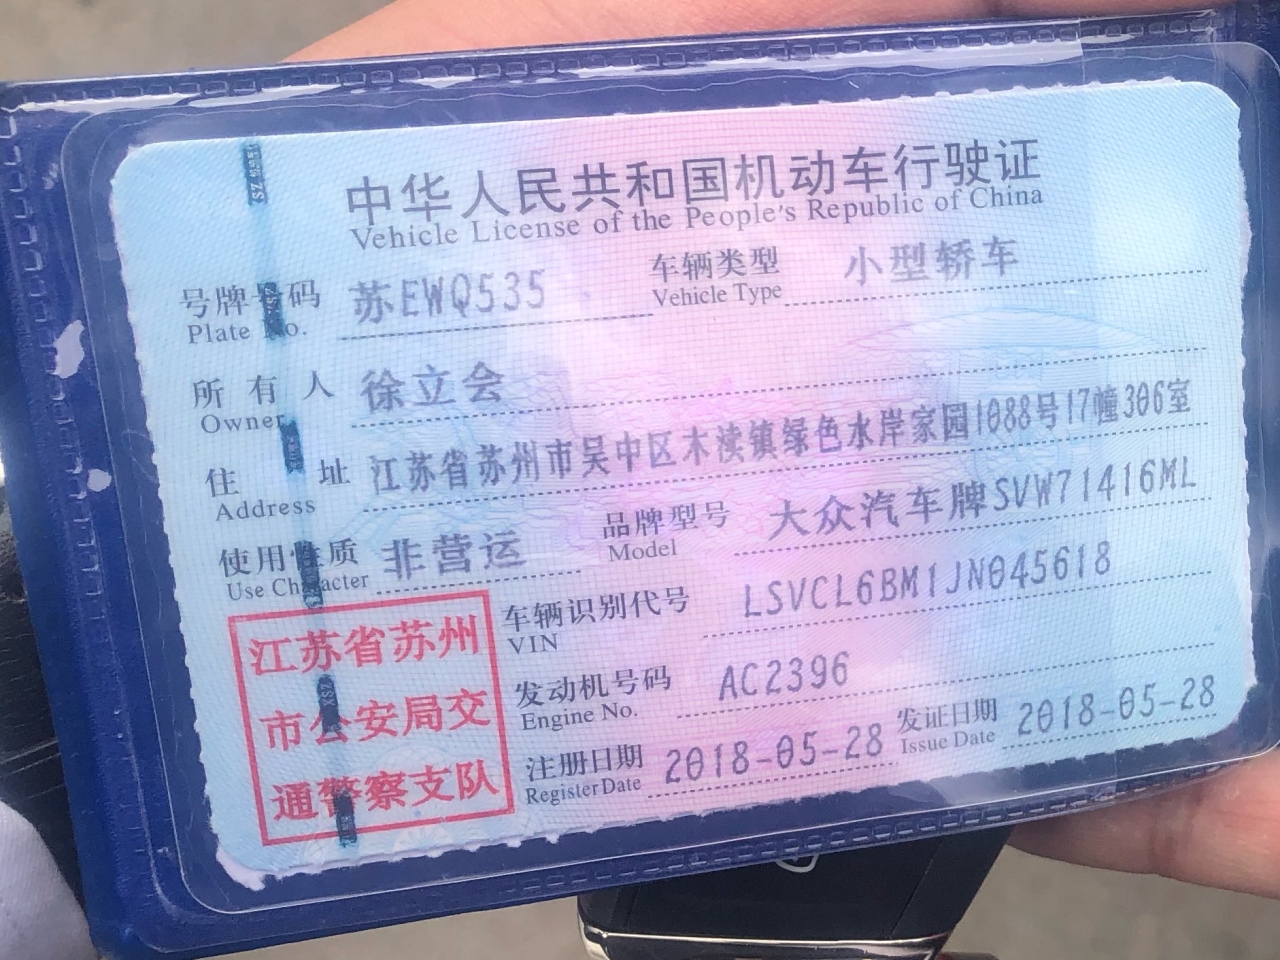 中华人民共和国机动车行驶证
Vehicle License of the People's Republic of China
号牌号码 苏EWQ535 车辆类型 小型轿车
Plate No. Vehicle Type
所有人 徐立会
Owner
住址 江苏省苏州市吴中区木渎镇绿色水岸家园1088号17幢306室
Address
使用性质 非营运 品牌型号 大众汽车牌SVW71416ML
Use Character Model
车辆识别代号 LSVCL6BM1JN045618
VIN
发动机号码 AC2396
Engine No.
注册日期 2018-05-28 发证日期 2018-05-28
Register Date Issue Date
江苏省苏州
市公安局交
通警察支队